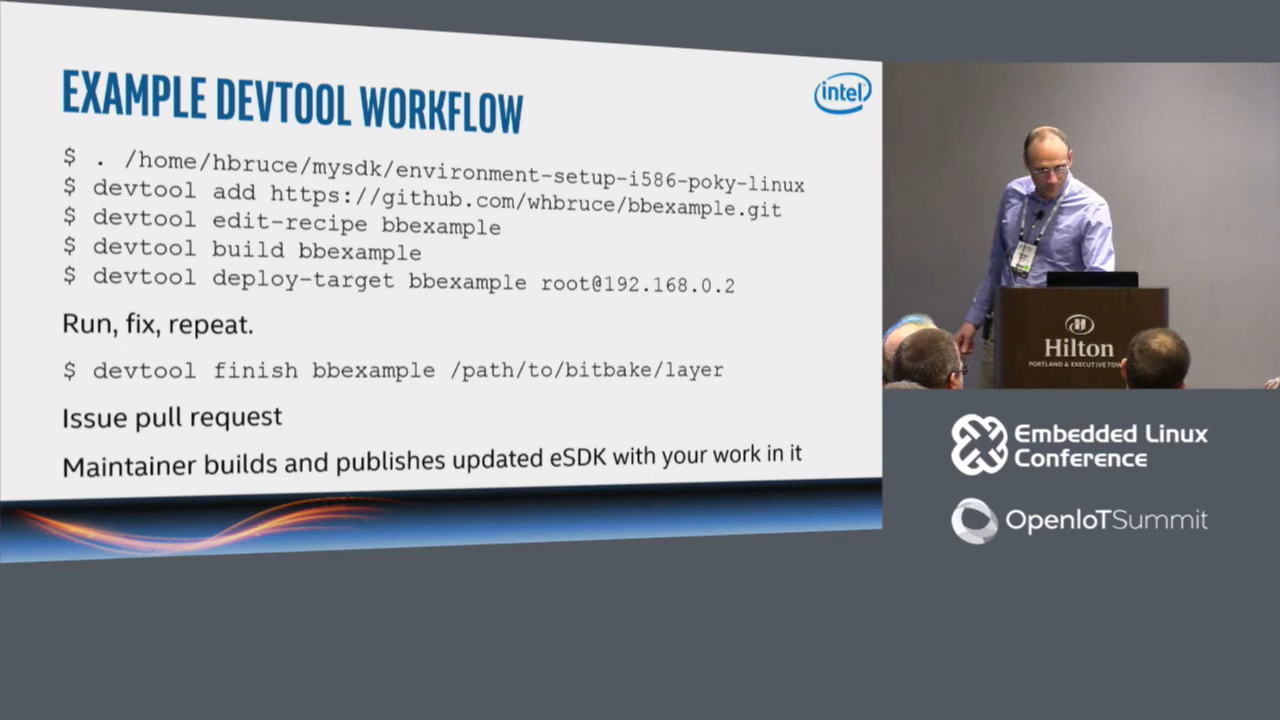 EXAMPLE DEVTOOL WORKFLOW
intel
$ . /home/hbruce/mysdk/environment-setup-i586-poky-linux
$ devtool add https://github.com/whbruce/bbexample.git
$ devtool edit-recipe bbexample
$ devtool build bbexample
$ devtool deploy-target bbexample root@192.168.0.2
Run, fix, repeat.
$ devtool finish bbexample /path/to/bitbake/layer
Issue pull request
Maintainer builds and publishes updated eSDK with your work in it
Hilton
PORTLAND & EXECUTIVE TOW
Embedded Linux
Conference
OpenIoTSummit